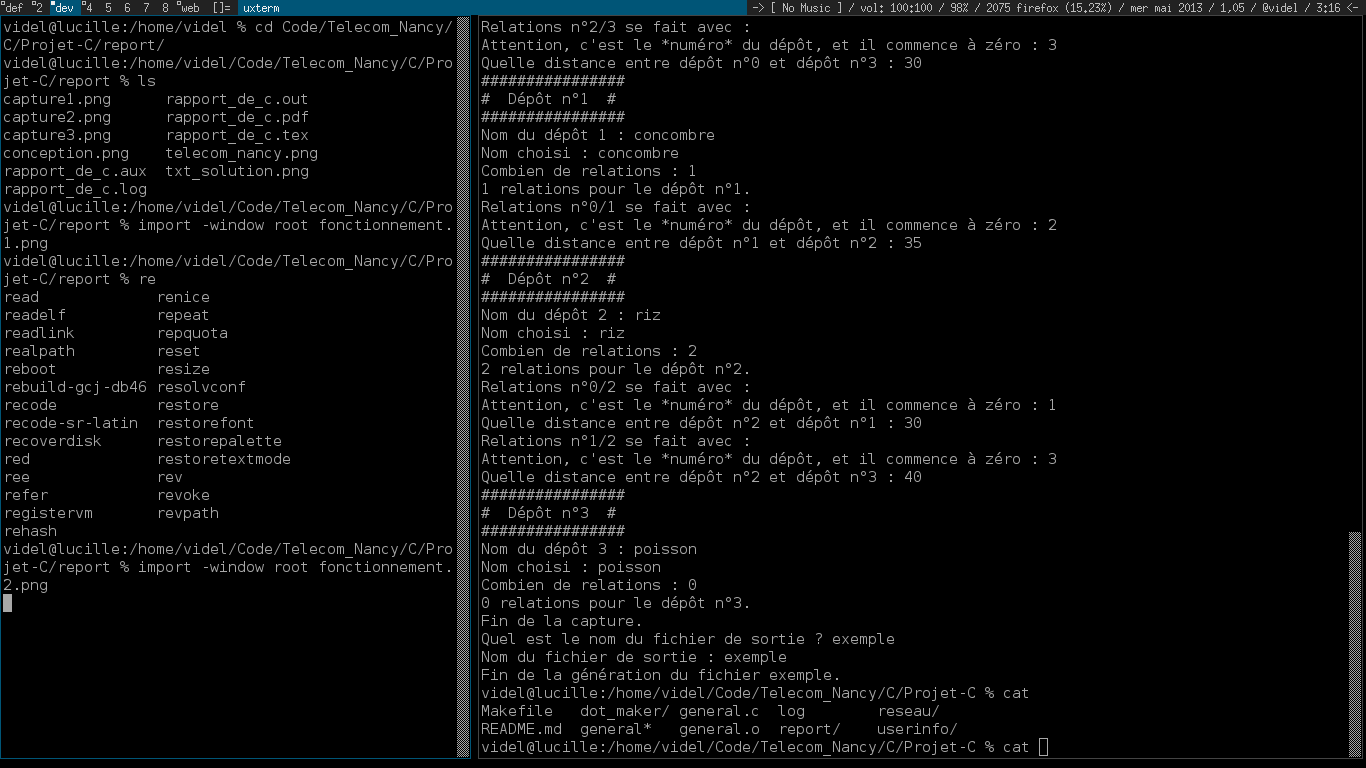 def 2 dev 4 5 6 7 8 web []= uxterm
-> [ No Music ] / vol: 100:100 / 98% / 2075 firefox (15,23%) / mer mai 2013 / 1,05 / @videl / 3:16 <-
videl@lucille:/home/videl % cd Code/Telecom_Nancy/
C/Projet-C/report/
videl@lucille:/home/videl/Code/Telecom_Nancy/C/Pro
jet-C/report % ls
capture1.png      rapport_de_c.out
capture2.png      rapport_de_c.pdf
capture3.png      rapport_de_c.tex
conception.png    telecom_nancy.png
rapport_de_c.aux  txt_solution.png
rapport_de_c.log
videl@lucille:/home/videl/Code/Telecom_Nancy/C/Pro
jet-C/report % import -window root fonctionnement.
1.png
videl@lucille:/home/videl/Code/Telecom_Nancy/C/Pro
jet-C/report % re
read             renice
readelf          repeat
readlink         repquota
realpath         reset
reboot           resize
rebuild-gcj-db46 resolvconf
recode           restore
recode-sr-latin  restorefont
recoverdisk      restorepalette
red              restoretextmode
ree              rev
refer            revoke
registervm       revpath
rehash
videl@lucille:/home/videl/Code/Telecom_Nancy/C/Pro
jet-C/report % import -window root fonctionnement.
2.png
Relations n°2/3 se fait avec :
Attention, c'est le *numéro* du dépôt, et il commence à zéro : 3
Quelle distance entre dépôt n°0 et dépôt n°3 : 30
################
#  Dépôt n°1  #
################
Nom du dépôt 1 : concombre
Nom choisi : concombre
Combien de relations : 1
1 relations pour le dépôt n°1.
Relations n°0/1 se fait avec :
Attention, c'est le *numéro* du dépôt, et il commence à zéro : 2
Quelle distance entre dépôt n°1 et dépôt n°2 : 35
################
#  Dépôt n°2  #
################
Nom du dépôt 2 : riz
Nom choisi : riz
Combien de relations : 2
2 relations pour le dépôt n°2.
Relations n°0/2 se fait avec :
Attention, c'est le *numéro* du dépôt, et il commence à zéro : 1
Quelle distance entre dépôt n°2 et dépôt n°1 : 30
Relations n°1/2 se fait avec :
Attention, c'est le *numéro* du dépôt, et il commence à zéro : 3
Quelle distance entre dépôt n°2 et dépôt n°3 : 40
################
#  Dépôt n°3  #
################
Nom du dépôt 3 : poisson
Nom choisi : poisson
Combien de relations : 0
0 relations pour le dépôt n°3.
Fin de la capture.
Quel est le nom du fichier de sortie ? exemple
Nom du fichier de sortie : exemple
Fin de la génération du fichier exemple.
videl@lucille:/home/videl/Code/Telecom_Nancy/C/Projet-C % cat
Makefile   dot_maker/ general.c  log        reseau/
README.md  general*   general.o  report/    userinfo/
videl@lucille:/home/videl/Code/Telecom_Nancy/C/Projet-C % cat